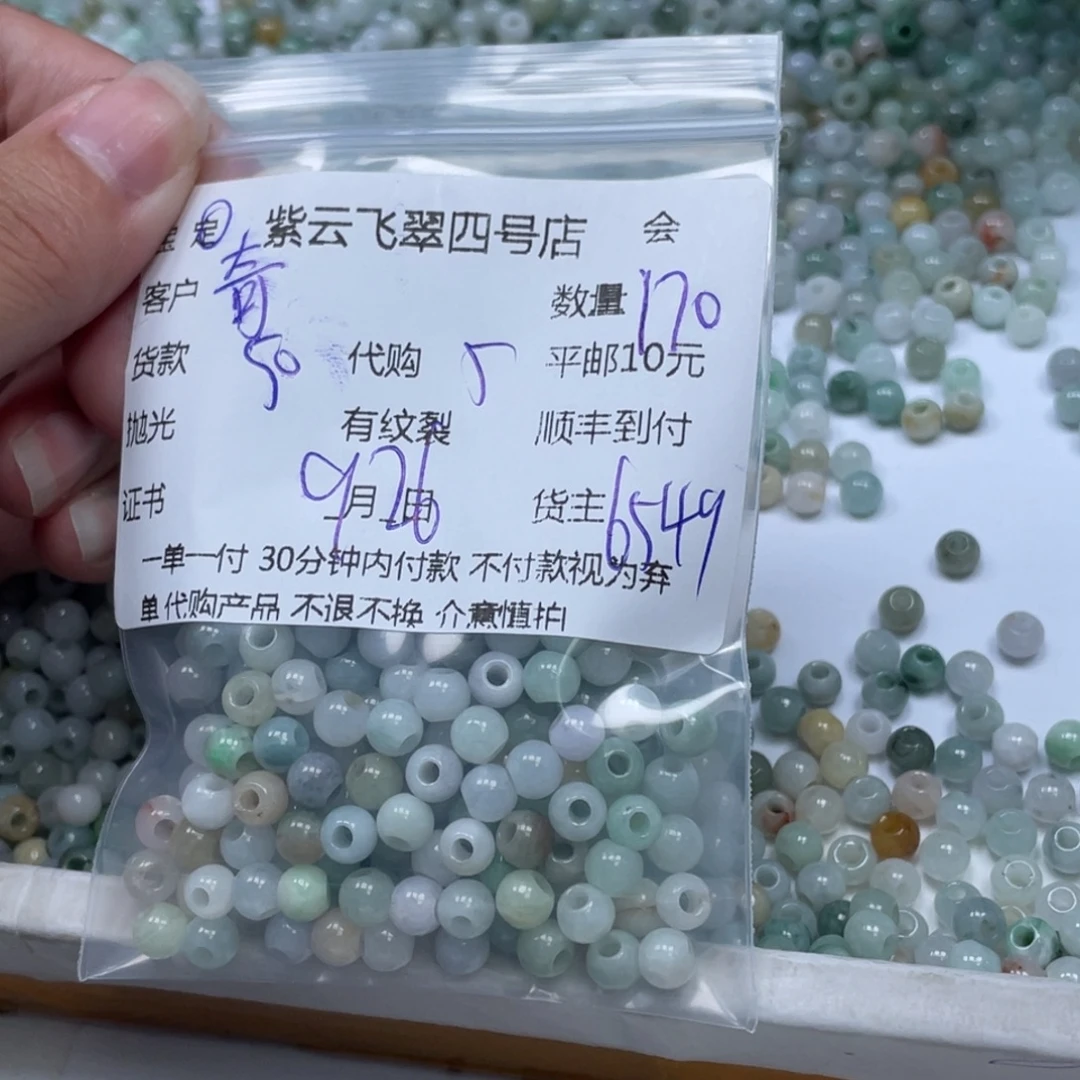 紫云飞翠四号店 会
客户 奇 数量 170
货款 50 代购 5 平邮10元
抛光 有纹裂 顺丰到付
证书 9月26日 货主 6549
一单一付 30分钟内付款 不付款视为弃
单代购产品 不退不换 介意慎拍